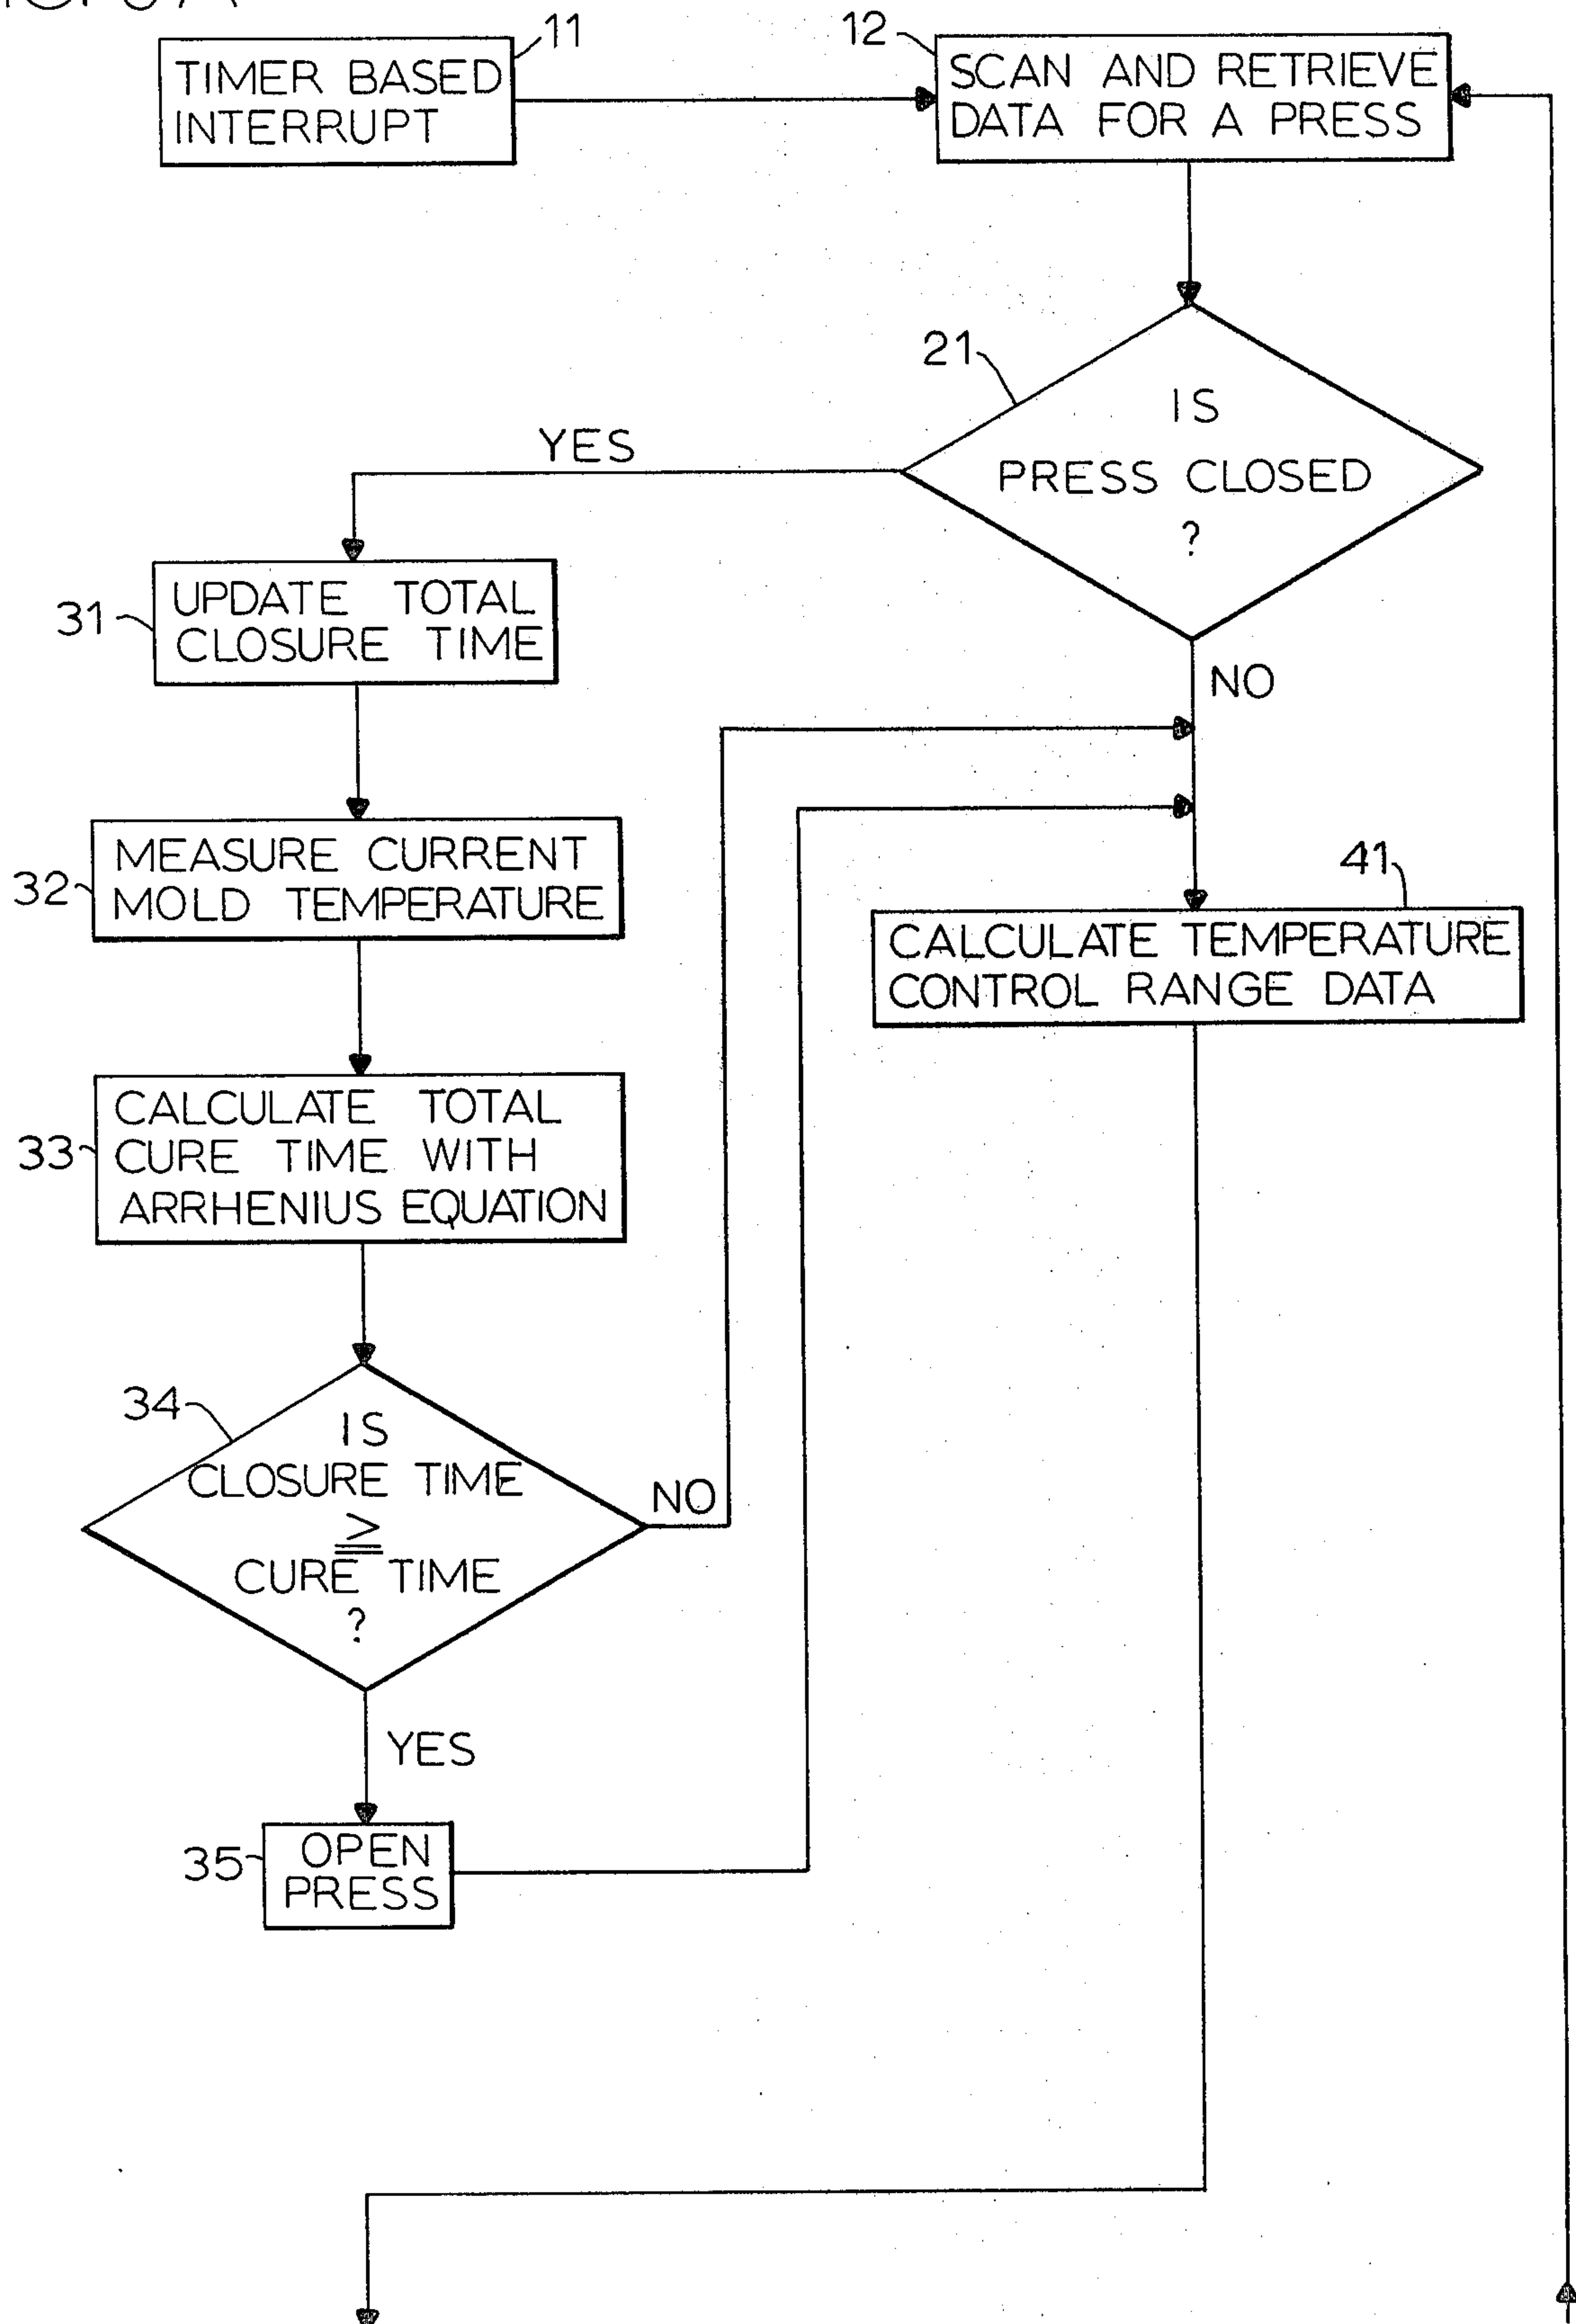 11
TIMER BASED
INTERRUPT
12
SCAN AND RETRIEVE
DATA FOR A PRESS
21
IS
PRESS CLOSED
?
YES
NO
31
UPDATE TOTAL
CLOSURE TIME
32
MEASURE CURRENT
MOLD TEMPERATURE
41
CALCULATE TEMPERATURE
CONTROL RANGE DATA
33
CALCULATE TOTAL
CURE TIME WITH
ARRHENIUS EQUATION
34
IS
CLOSURE TIME
≧
CURE TIME
?
NO
YES
35
OPEN
PRESS